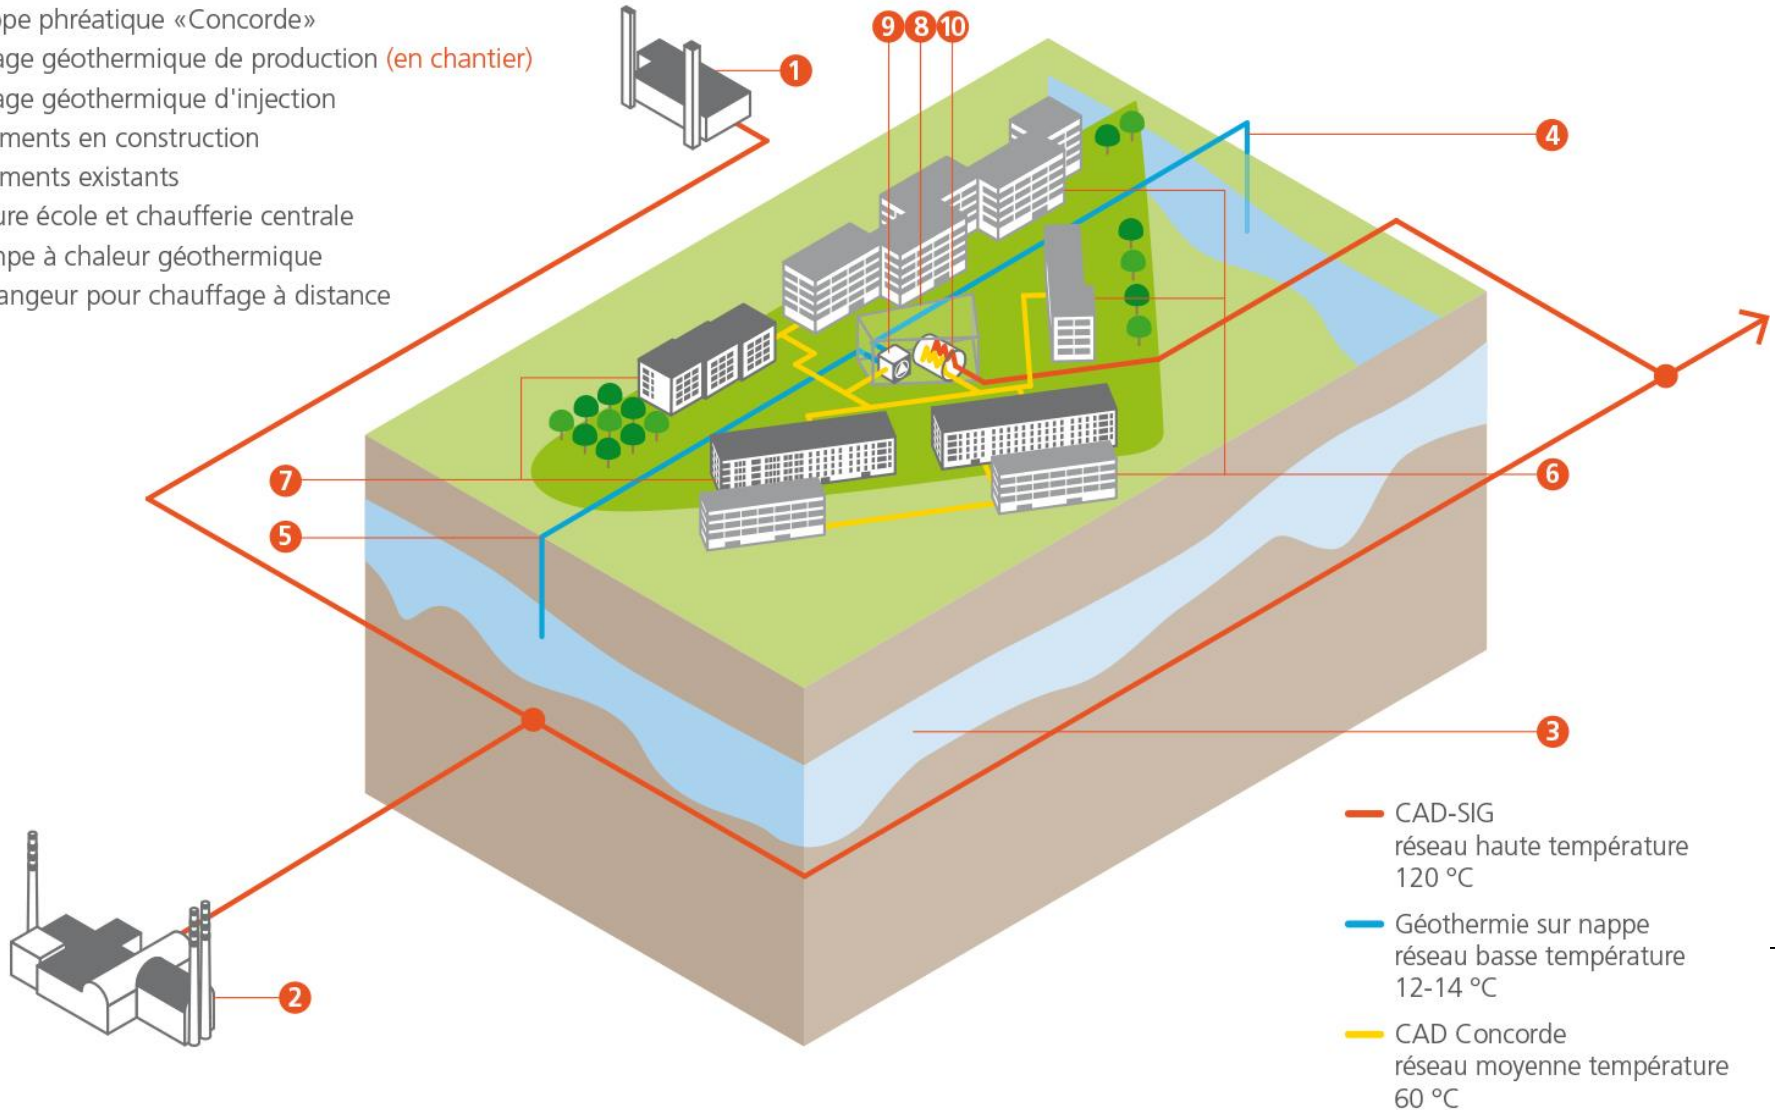 ppe phréatique «Concorde»
age géothermique de production (en chantier)
age géothermique d'injection
ments en construction
ments existants
ure école et chaufferie centrale
mpe à chaleur géothermique
angeur pour chauffage à distance
9 8 10
1
4
7
6
5
3
2
CAD-SIG
réseau haute température
120 °C
Géothermie sur nappe
réseau basse température
12-14 °C
CAD Concorde
réseau moyenne température
60 °C